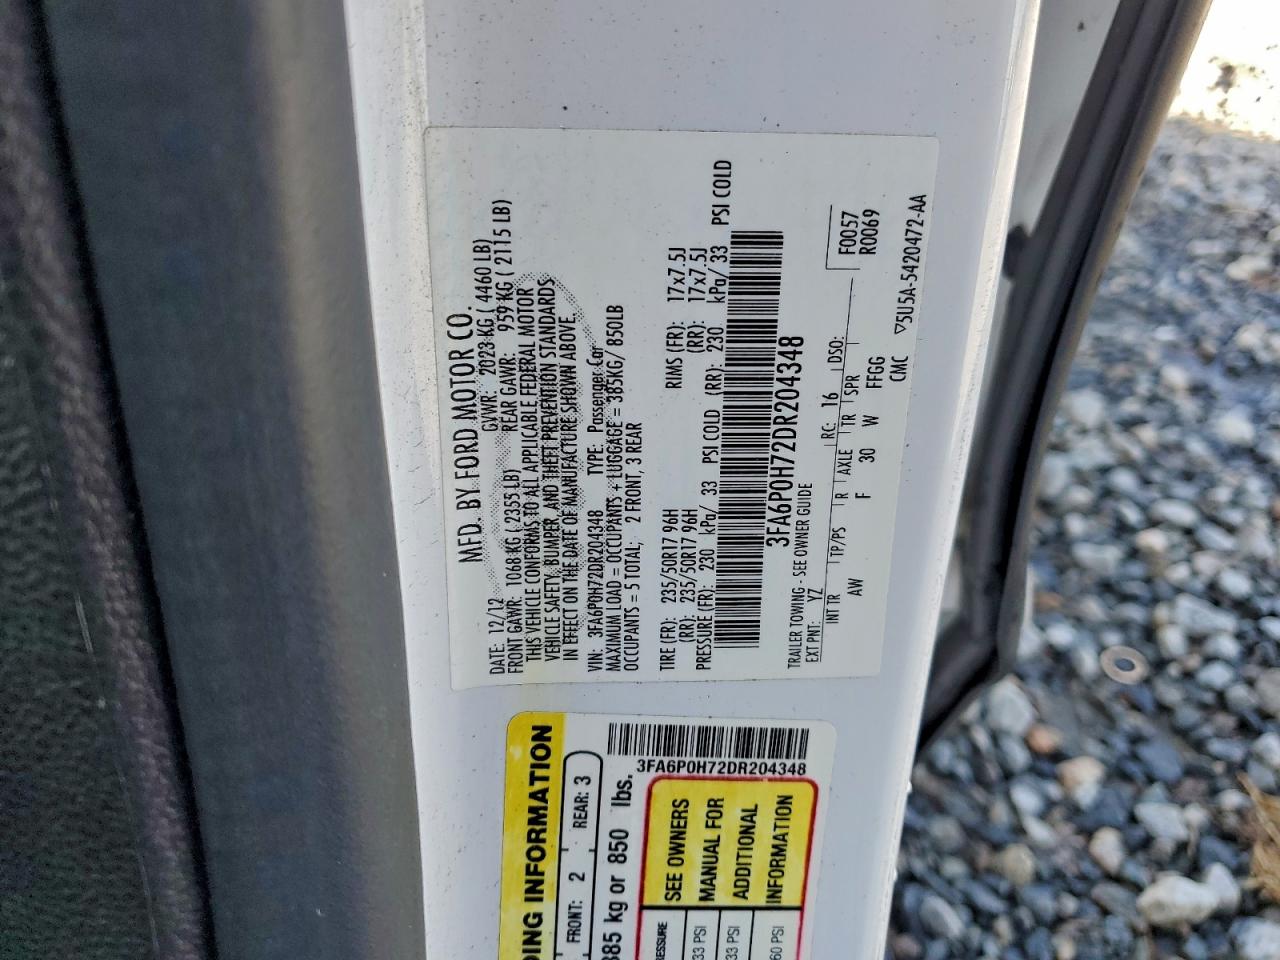 MFD. BY FORD MOTOR CO.
DATE: 12/12 GVWR: 2023 KG ( 4460 LB)
FRONT GAWR: 1068 KG ( 2355 LB) REAR GAWR: 959 KG ( 2115 LB)
THIS VEHICLE CONFORMS TO ALL APPLICABLE FEDERAL MOTOR
VEHICLE SAFETY, BUMPER, AND THEFT PREVENTION STANDARDS
IN EFFECT ON THE DATE OF MANUFACTURE SHOWN ABOVE.
VIN: 3FA6P0H72DR204348 TYPE: Passenger Car
MAXIMUM LOAD = OCCUPANTS + LUGGAGE = 385KG/ 850LB
OCCUPANTS = 5 TOTAL; 2 FRONT, 3 REAR
TIRE (FR): 235/50R17 96H RIMS (FR): 17x7.5J
(RR): 235/50R17 96H (RR): 17x7.5J
PRESSURE (FR): 230 kPa/ 33 PSI COLD (RR): 230 kPa/ 33 PSI COLD
3FA6P0H72DR204348
TRAILER TOWING - SEE OWNER GUIDE
EXT PNT: YZ RC: 16 DSO: F0057
R0069
INT TR TP/PS R AXLE TR SPR
AW F 30 W FFGG
CMC
▽5U5A-5420472-AA
DING INFORMATION
FRONT: 2 REAR: 3
385 kg or 850 lbs.
3FA6P0H72DR204348
SEE OWNERS
MANUAL FOR
ADDITIONAL
INFORMATION
ESSURE
33 PSI
33 PSI
60 PSI